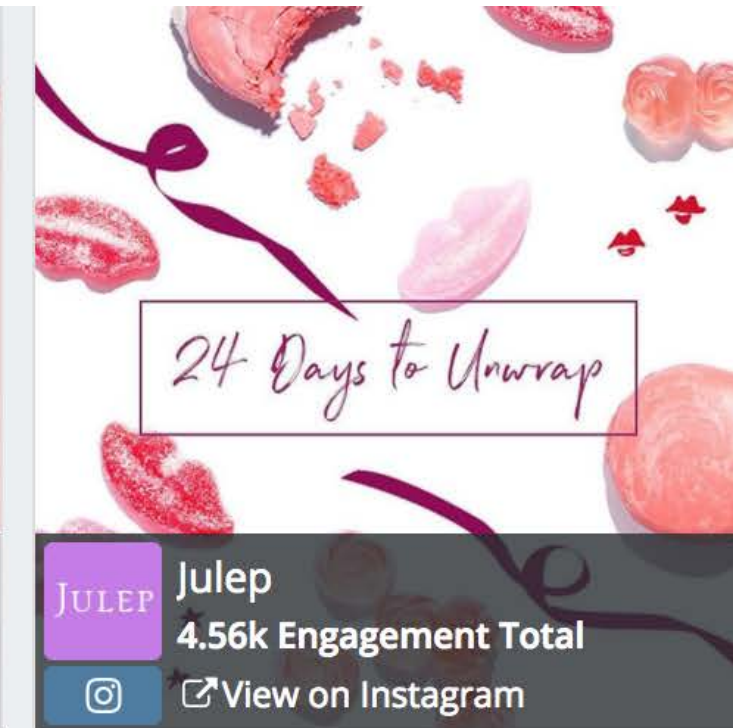 24 Days to Unwrap
JULEP
Julep
4.56k Engagement Total
View on Instagram